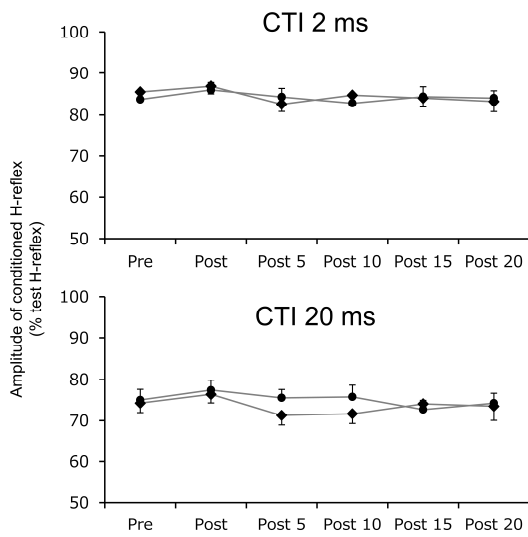 CTI 2 ms
100
90
80
70
60
50
Pre Post Post 5 Post 10 Post 15 Post 20
Amplitude of conditioned H-reflex
(% test H-reflex)
CTI 20 ms
100
90
80
70
60
50
Pre Post Post 5 Post 10 Post 15 Post 20